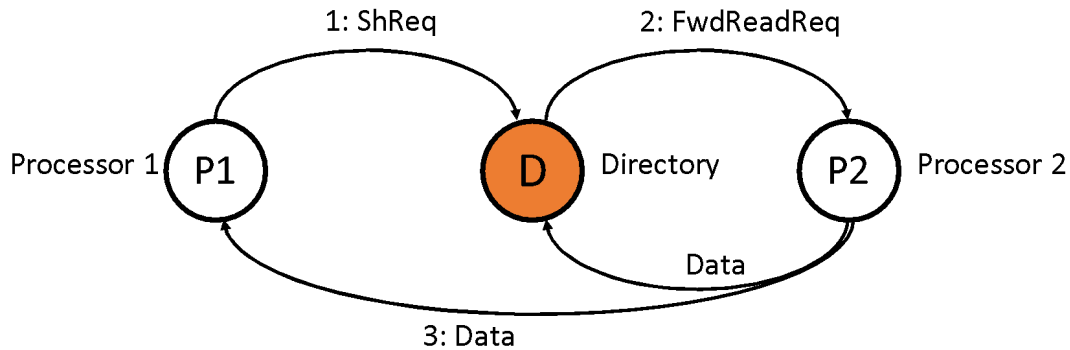 1: ShReq
2: FwdReadReq
Processor 1
P1
D
Directory
P2
Processor 2
Data
3: Data